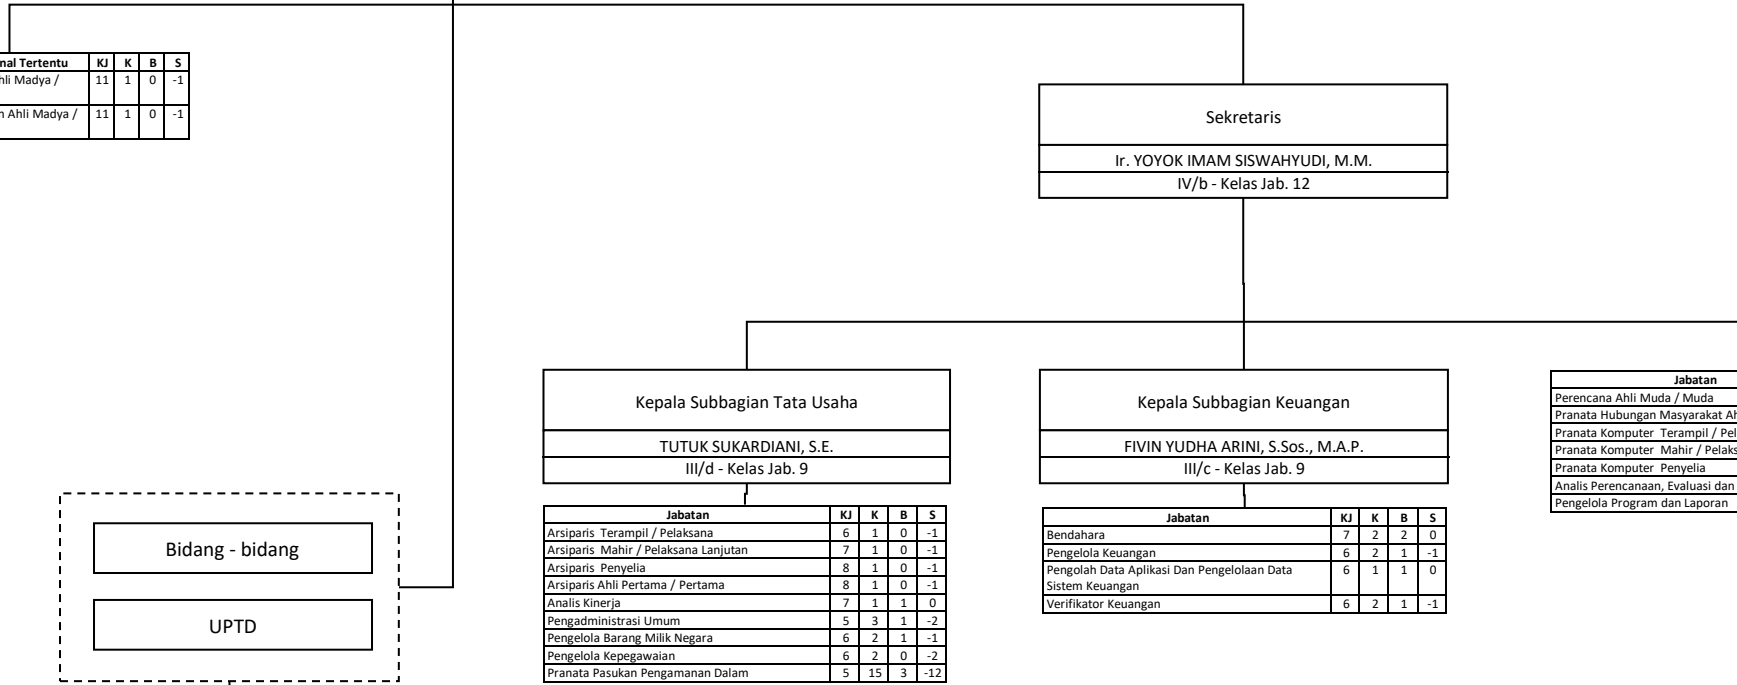 nal Tertentu KJ K B S
hli Madya / 11 1 0 -1
n Ahli Madya / 11 1 0 -1
Sekretaris
Ir. YOYOK IMAM SISWAHYUDI, M.M.
IV/b - Kelas Jab. 12
Kepala Subbagian Tata Usaha
TUTUK SUKARDIANI, S.E.
III/d - Kelas Jab. 9
Jabatan KJ K B S
Arsiparis Terampil / Pelaksana 6 1 0 -1
Arsiparis Mahir / Pelaksana Lanjutan 7 1 0 -1
Arsiparis Penyelia 8 1 0 -1
Arsiparis Ahli Pertama / Pertama 8 1 0 -1
Analis Kinerja 7 1 1 0
Pengadministrasi Umum 5 3 1 -2
Pengelola Barang Milik Negara 6 2 1 -1
Pengelola Kepegawaian 6 2 0 -2
Pranata Pasukan Pengamanan Dalam 5 15 3 -12
Kepala Subbagian Keuangan
FIVIN YUDHA ARINI, S.Sos., M.A.P.
III/c - Kelas Jab. 9
Jabatan KJ K B S
Bendahara 7 2 2 0
Pengelola Keuangan 6 2 1 -1
Pengolah Data Aplikasi Dan Pengelolaan Data 6 1 1 0
Sistem Keuangan
Verifikator Keuangan 6 2 1 -1
Jabatan
Perencana Ahli Muda / Muda
Pranata Hubungan Masyarakat Ah
Pranata Komputer Terampil / Pel
Pranata Komputer Mahir / Pelaks
Pranata Komputer Penyelia
Analis Perencanaan, Evaluasi dan
Pengelola Program dan Laporan
Bidang - bidang
UPTD